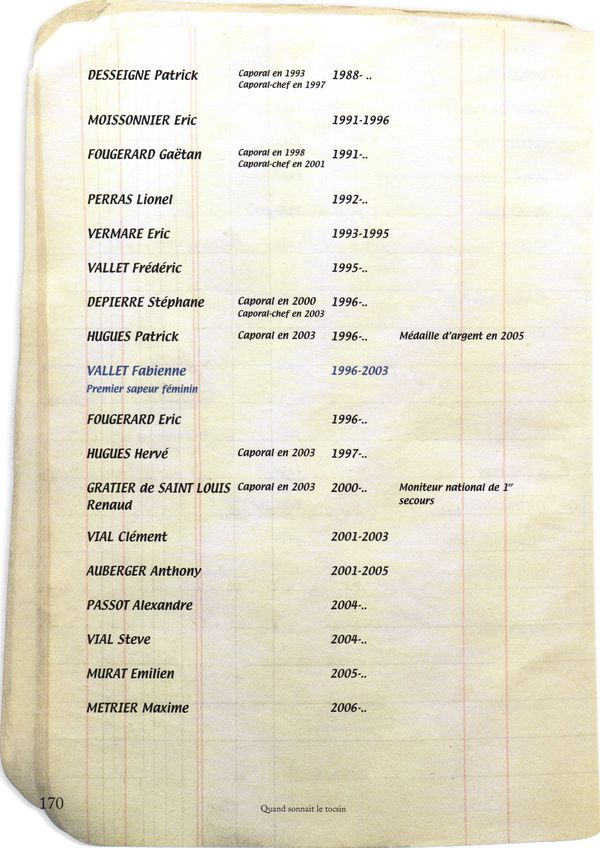 DESSEIGNE Patrick Caporal en 1993 1988- ..
Caporal-chef en 1997
MOISSONNIER Eric 1991-1996
FOUGERARD Gaëtan Caporal en 1998 1991-..
Caporal-chef en 2001
PERRAS Lionel 1992-..
VERMARE Eric 1993-1995
VALLET Frédéric 1995-..
DEPIERRE Stéphane Caporal en 2000 1996-..
Caporal-chef en 2003
HUGUES Patrick Caporal en 2003 1996-.. Médaille d'argent en 2005
VALLET Fabienne 1996-2003
Premier sapeur féminin
FOUGERARD Eric 1996-..
HUGUES Hervé Caporal en 2003 1997-..
GRATIER de SAINT LOUIS Caporal en 2003 2000-.. Moniteur national de 1er
Renaud secours
VIAL Clément 2001-2003
AUBERGER Anthony 2001-2005
PASSOT Alexandre 2004-..
VIAL Steve 2004-..
MURAT Emilien 2005-..
METRIER Maxime 2006-..
170 Quand sonnait le tocsin